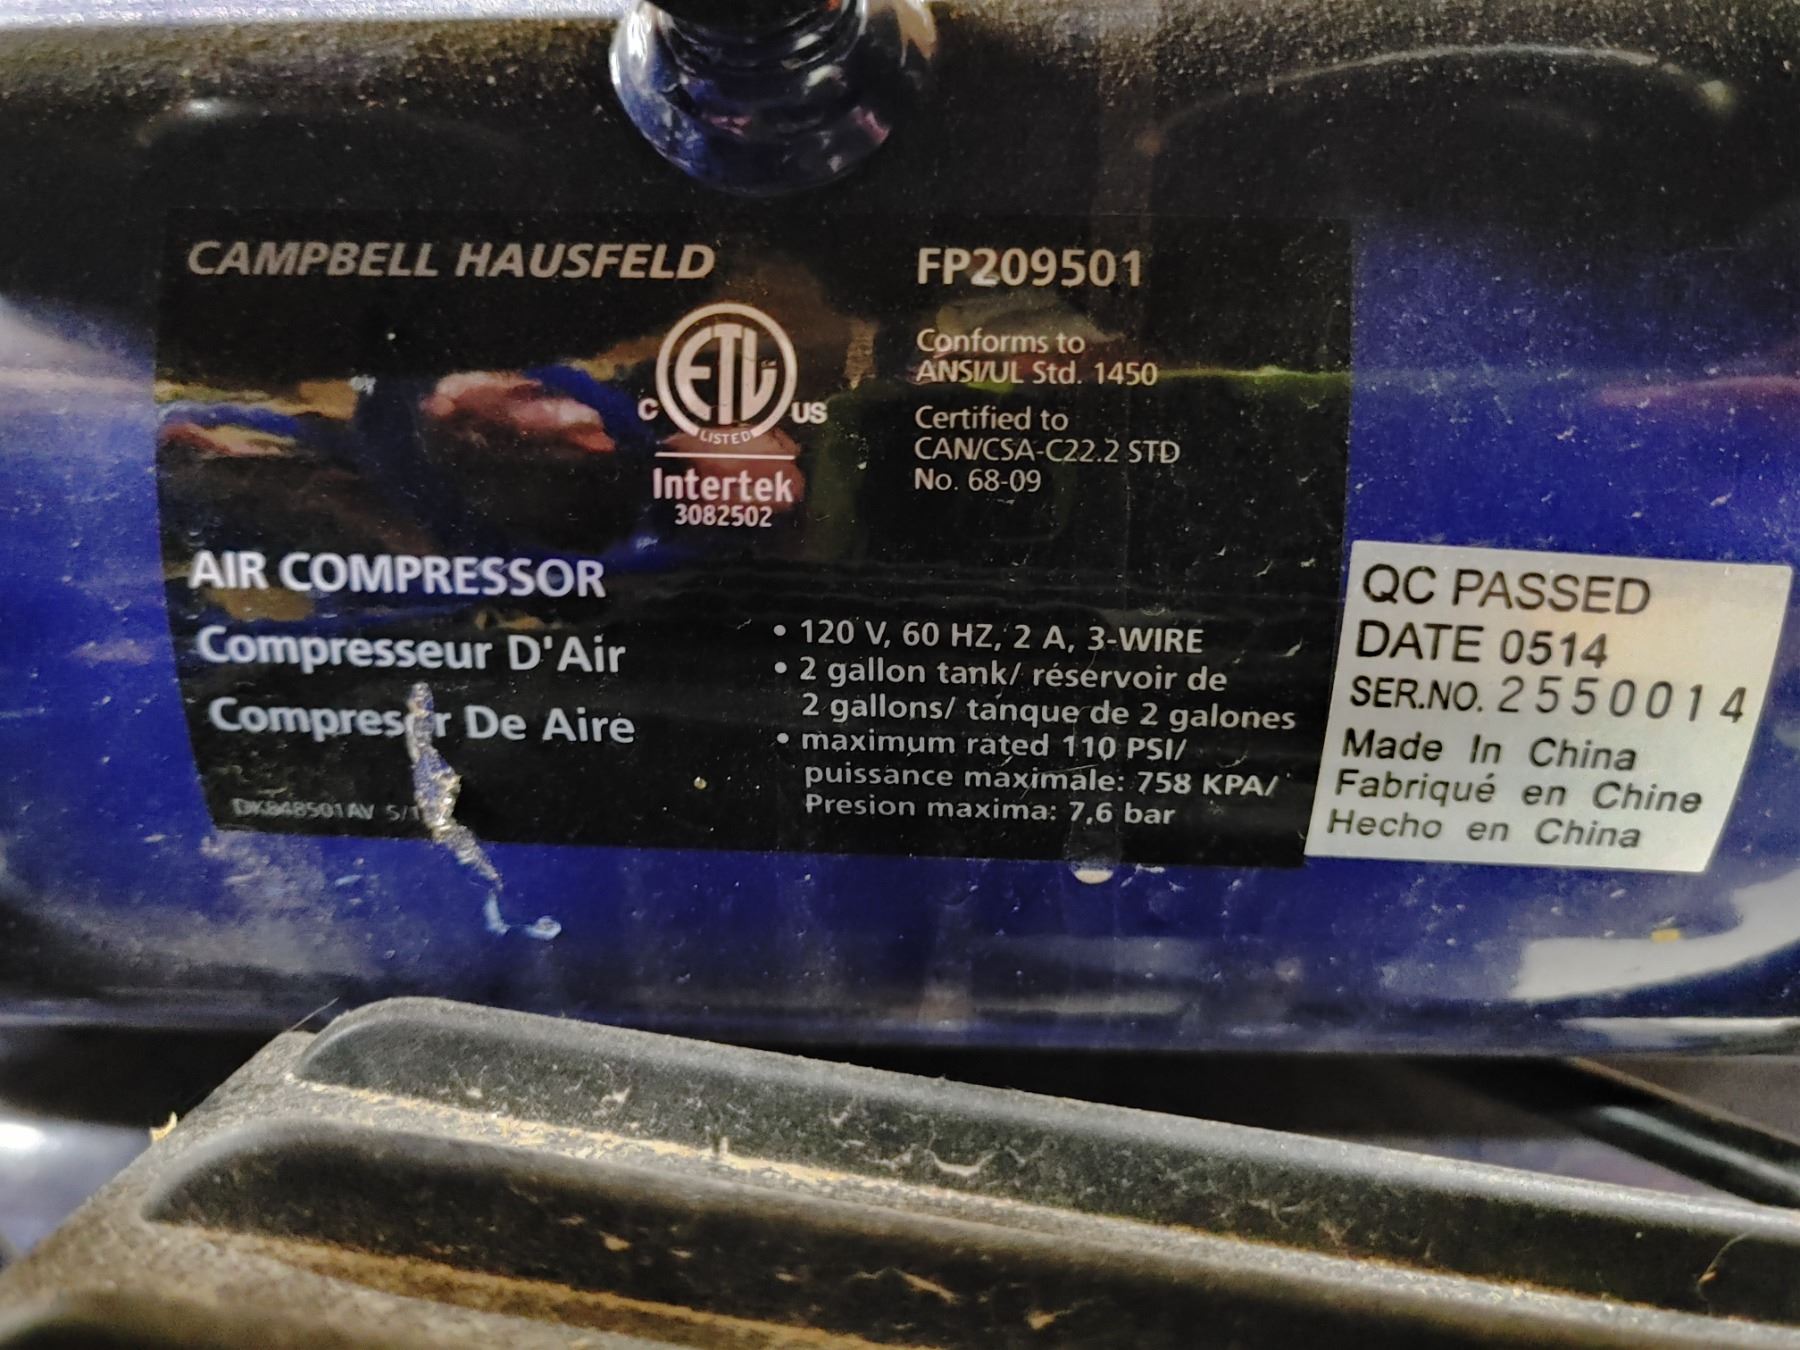 CAMPBELL HAUSFELD
FP209501
ETL
C
US
LISTED
Intertek
3082502
Conforms to
ANSI/UL Std. 1450
Certified to
CAN/CSA-C22.2 STD
No. 68-09
AIR COMPRESSOR
Compresseur D'Air
Compresor De Aire
DK848501AV
• 120 V, 60 HZ, 2 A, 3-WIRE
• 2 gallon tank/ réservoir de
2 gallons/ tanque de 2 galones
• maximum rated 110 PSI/
puissance maximale: 758 KPA/
Presion maxima: 7,6 bar
QC PASSED
DATE 0514
SER.NO. 2550014
Made In China
Fabriqué en Chine
Hecho en China